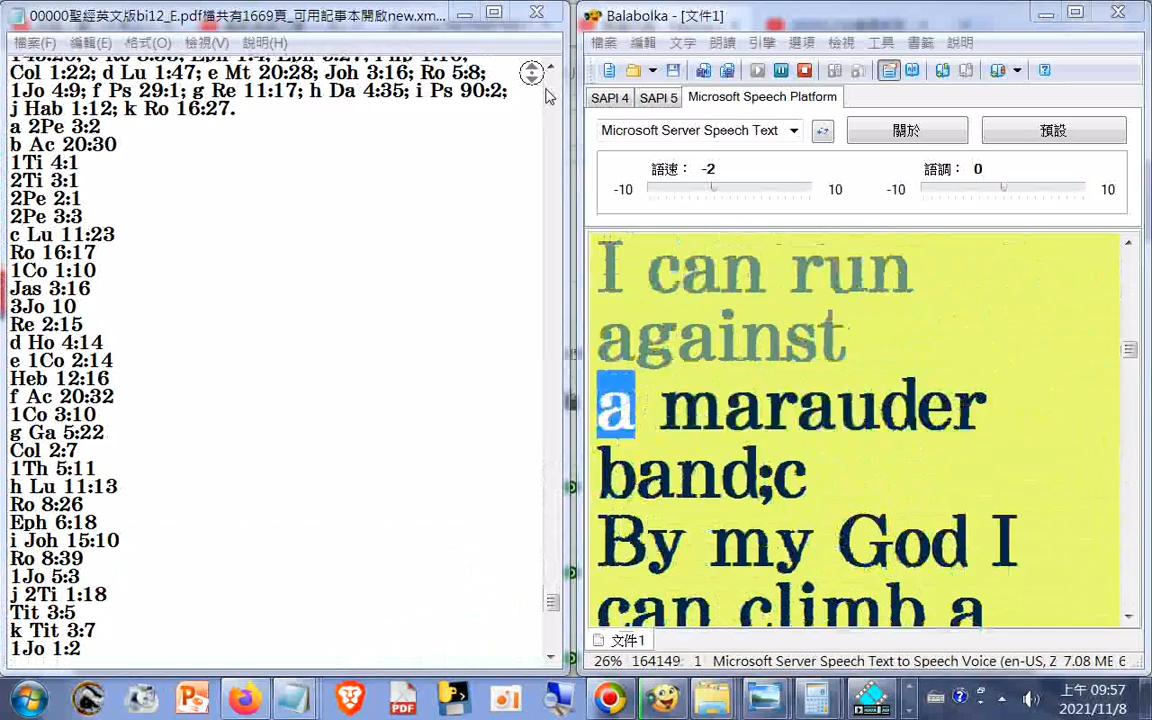 00000聖經英文版bi12_E.pdf檔共有1669頁_可用記事本開啟new.xm...
檔案(F) 編輯(E) 格式(O) 檢視(V) 說明(H)
Col 1:22; d Lu 1:47; e Mt 20:28; Joh 3:16; Ro 5:8;
1Jo 4:9; f Ps 29:1; g Re 11:17; h Da 4:35; i Ps 90:2;
j Hab 1:12; k Ro 16:27.
a 2Pe 3:2
b Ac 20:30
1Ti 4:1
2Ti 3:1
2Pe 2:1
2Pe 3:3
c Lu 11:23
Ro 16:17
1Co 1:10
Jas 3:16
3Jo 10
Re 2:15
d Ho 4:14
e 1Co 2:14
Heb 12:16
f Ac 20:32
1Co 3:10
g Ga 5:22
Col 2:7
1Th 5:11
h Lu 11:13
Ro 8:26
Eph 6:18
i Joh 15:10
Ro 8:39
1Jo 5:3
j 2Ti 1:18
Tit 3:5
k Tit 3:7
1Jo 1:2
Balabolka - [文件1]
檔案 編輯 文字 朗讀 引擎 選項 檢視 工具 書籤 說明
SAPI 4 SAPI 5 Microsoft Speech Platform
Microsoft Server Speech Text 關於 預設
語速： -2 語調： 0
-10 10 -10 10
I can run
against
a marauder
band;c
By my God I
can climb a
文件1
26% 164149: 1 Microsoft Server Speech Text to Speech Voice (en-US, Z 7.08 ME 6
PDF
上午 09:57
2021/11/8